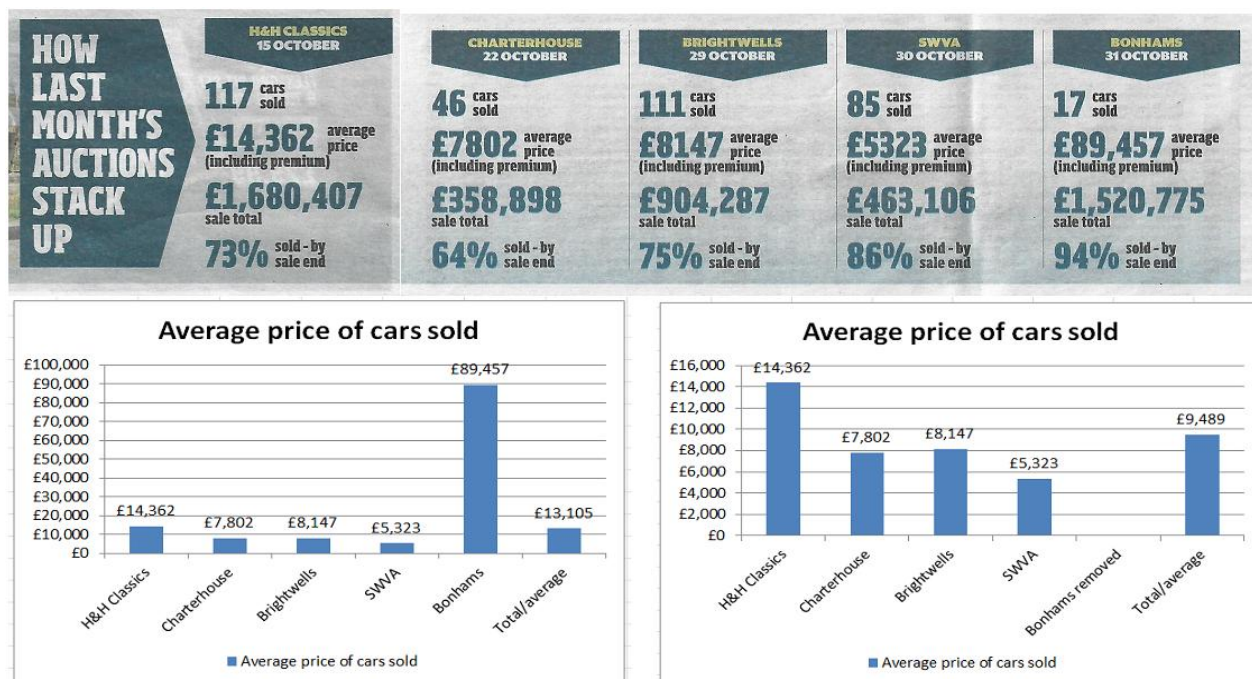 HOW
LAST
MONTH'S
AUCTIONS
STACK
UP
H&H CLASSICS
15 OCTOBER
117 cars sold
£14,362 average price
(including premium)
£1,680,407
sale total
73% sold - by sale end
CHARTERHOUSE
22 OCTOBER
46 cars sold
£7802 average price
(including premium)
£358,898
sale total
64% sold - by sale end
BRIGHTWELLS
29 OCTOBER
111 cars sold
£8147 average price
(including premium)
£904,287
sale total
75% sold - by sale end
SWVA
30 OCTOBER
85 cars sold
£5323 average price
(including premium)
£463,106
sale total
86% sold - by sale end
BONHAMS
31 OCTOBER
17 cars sold
£89,457 average price
(including premium)
£1,520,775
sale total
94% sold - by sale end
Average price of cars sold
£100,000
£90,000
£80,000
£70,000
£60,000
£50,000
£40,000
£30,000
£20,000
£10,000
£0
£14,362
£7,802
£8,147
£5,323
£89,457
£13,105
H&H Classics
Charterhouse
Brightwells
SWVA
Bonhams
Total/average
Average price of cars sold
Average price of cars sold
£16,000
£14,000
£12,000
£10,000
£8,000
£6,000
£4,000
£2,000
£0
£14,362
£7,802
£8,147
£5,323
£9,489
H&H Classics
Charterhouse
Brightwells
SWVA
Bonhams removed
Total/average
Average price of cars sold